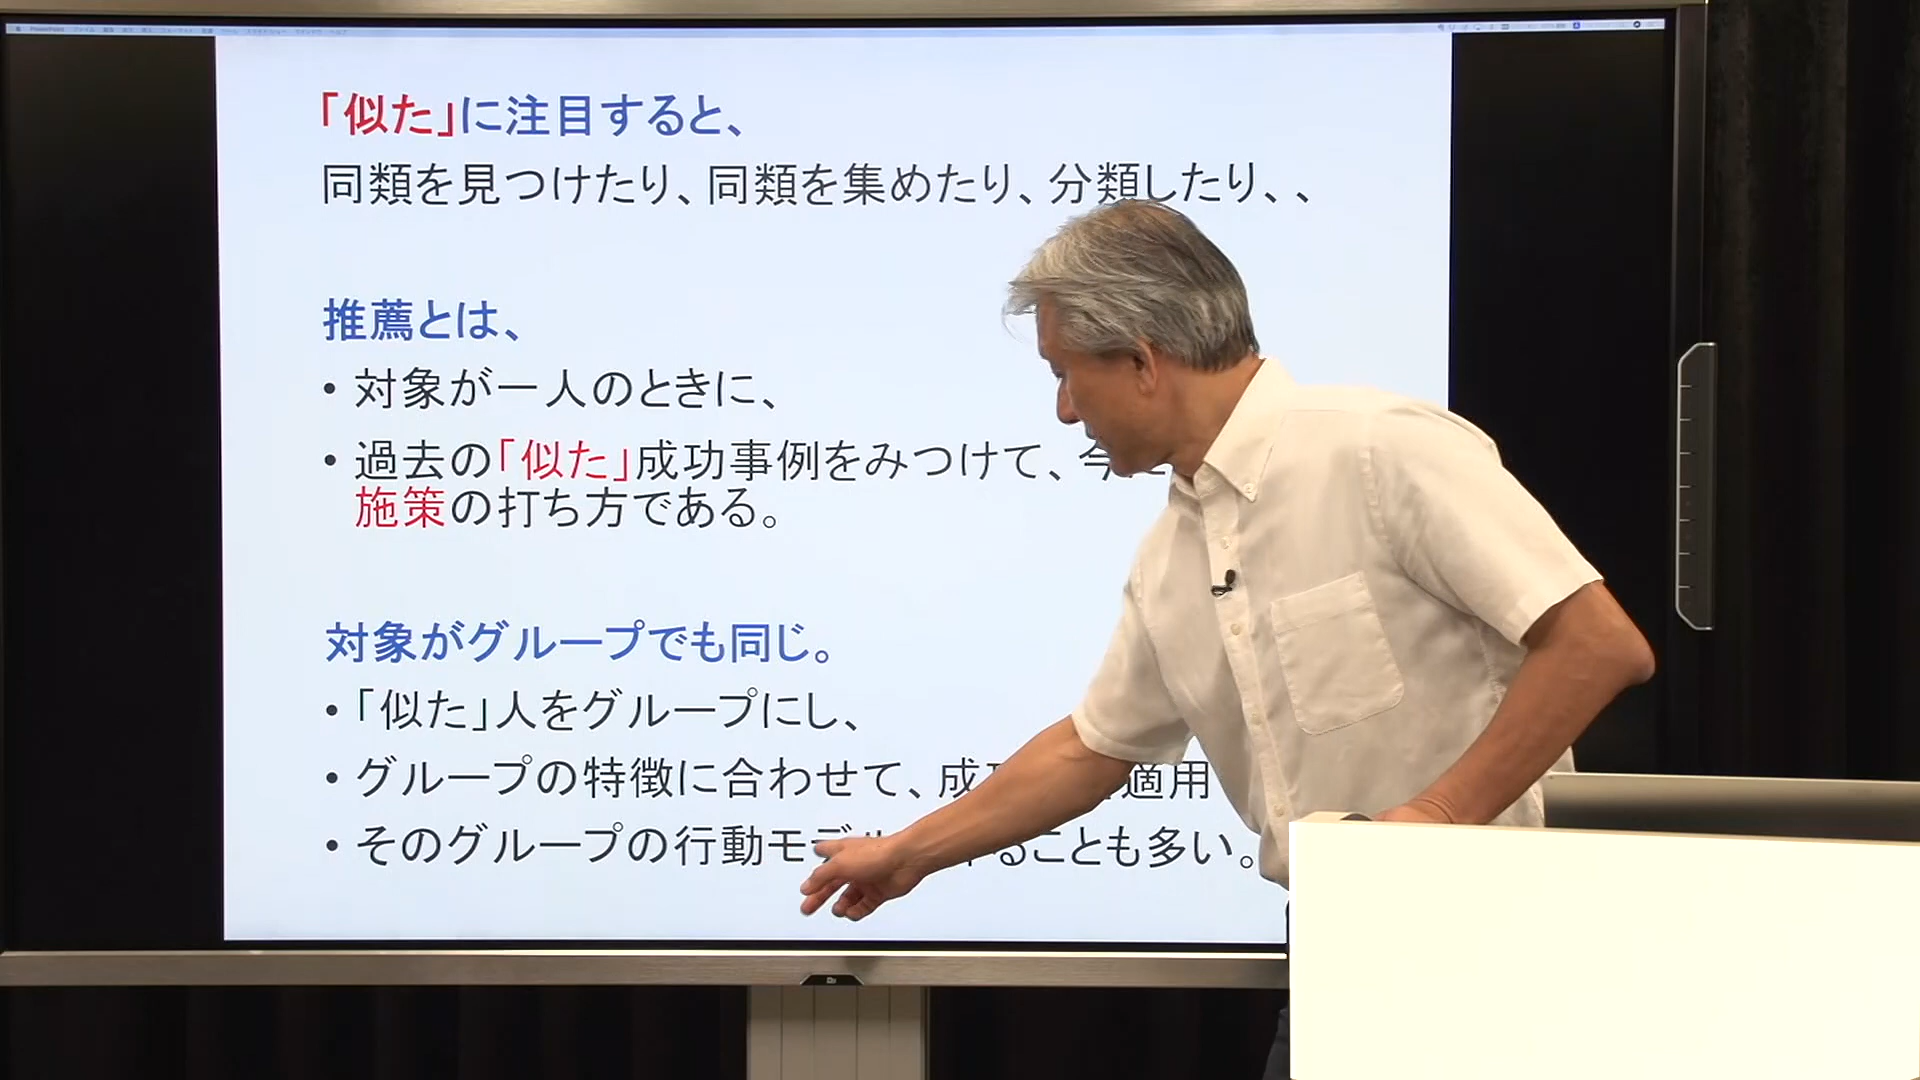 「似た」に注目すると、
同類を見つけたり、同類を集めたり、分類したり、、
推薦とは、
• 対象が一人のときに、
• 過去の「似た」成功事例をみつけて、今
施策の打ち方である。
対象がグループでも同じ。
• 「似た」人をグループにし、
• グループの特徴に合わせて、成 適用
• そのグループの行動モデル ることも多い。